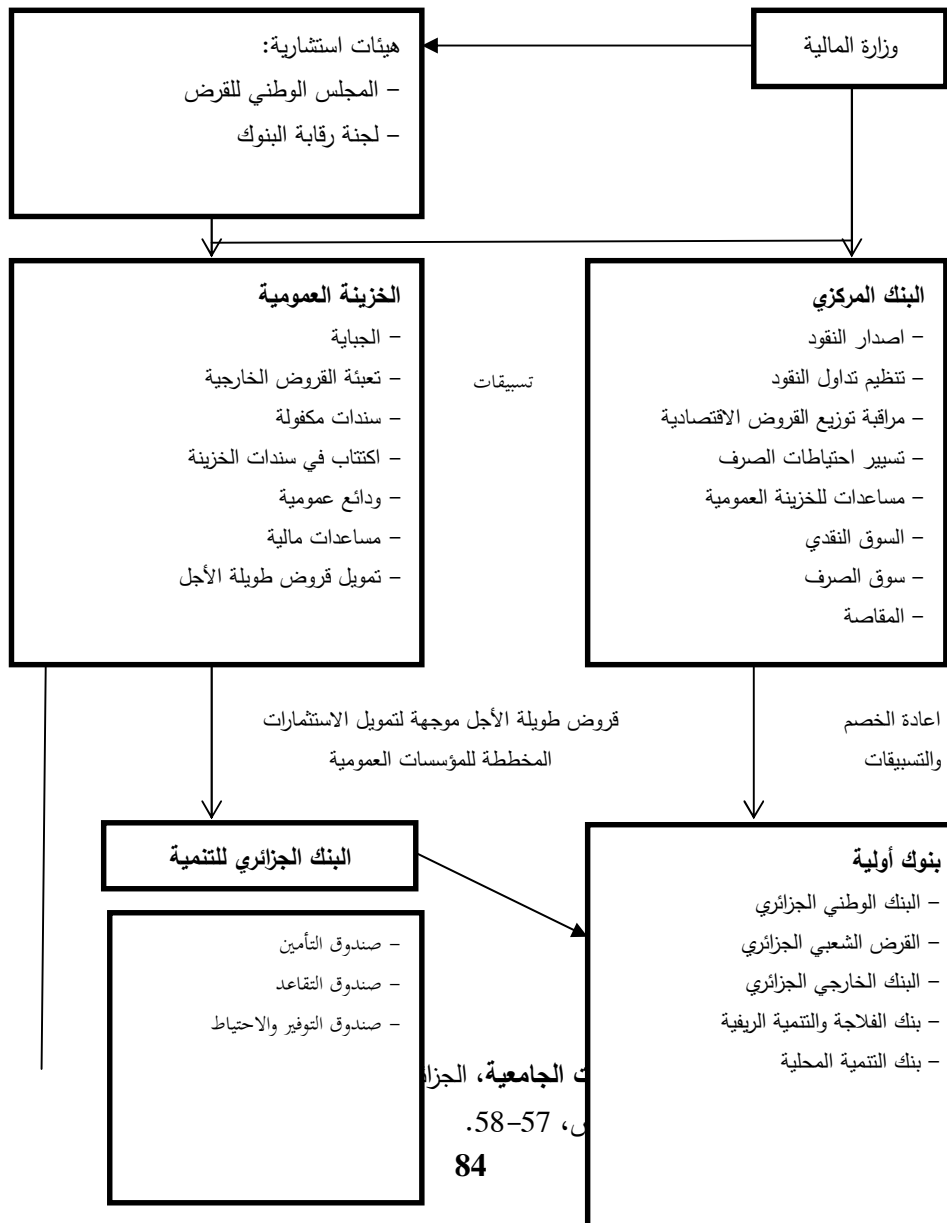 وزارة المالية
هيئات استشارية:
– المجلس الوطني للقرض
– لجنة رقابة البنوك
البنك المركزي
– اصدار النقود
– تنظيم تداول النقود
– مراقبة توزيع القروض الاقتصادية
– تسيير احتياطات الصرف
– مساعدات للخزينة العمومية
– السوق النقدي
– سوق الصرف
– المقاصة
تسبيقات
الخزينة العمومية
– الجباية
– تعبئة القروض الخارجية
– سندات مكفولة
– اكتتاب في سندات الخزينة
– ودائع عمومية
– مساعدات مالية
– تمويل قروض طويلة الأجل
اعادة الخصم
والتسبيقات
قروض طويلة الأجل موجهة لتمويل الاستثمارات
المخططة للمؤسسات العمومية
بنوك أولية
– البنك الوطني الجزائري
– القرض الشعبي الجزائري
– البنك الخارجي الجزائري
– بنك الفلاحة والتنمية الريفية
– بنك التنمية المحلية
البنك الجزائري للتنمية
– صندوق التأمين
– صندوق التقاعد
– صندوق التوفير والاحتياط
الجامعية،
57–58.
84